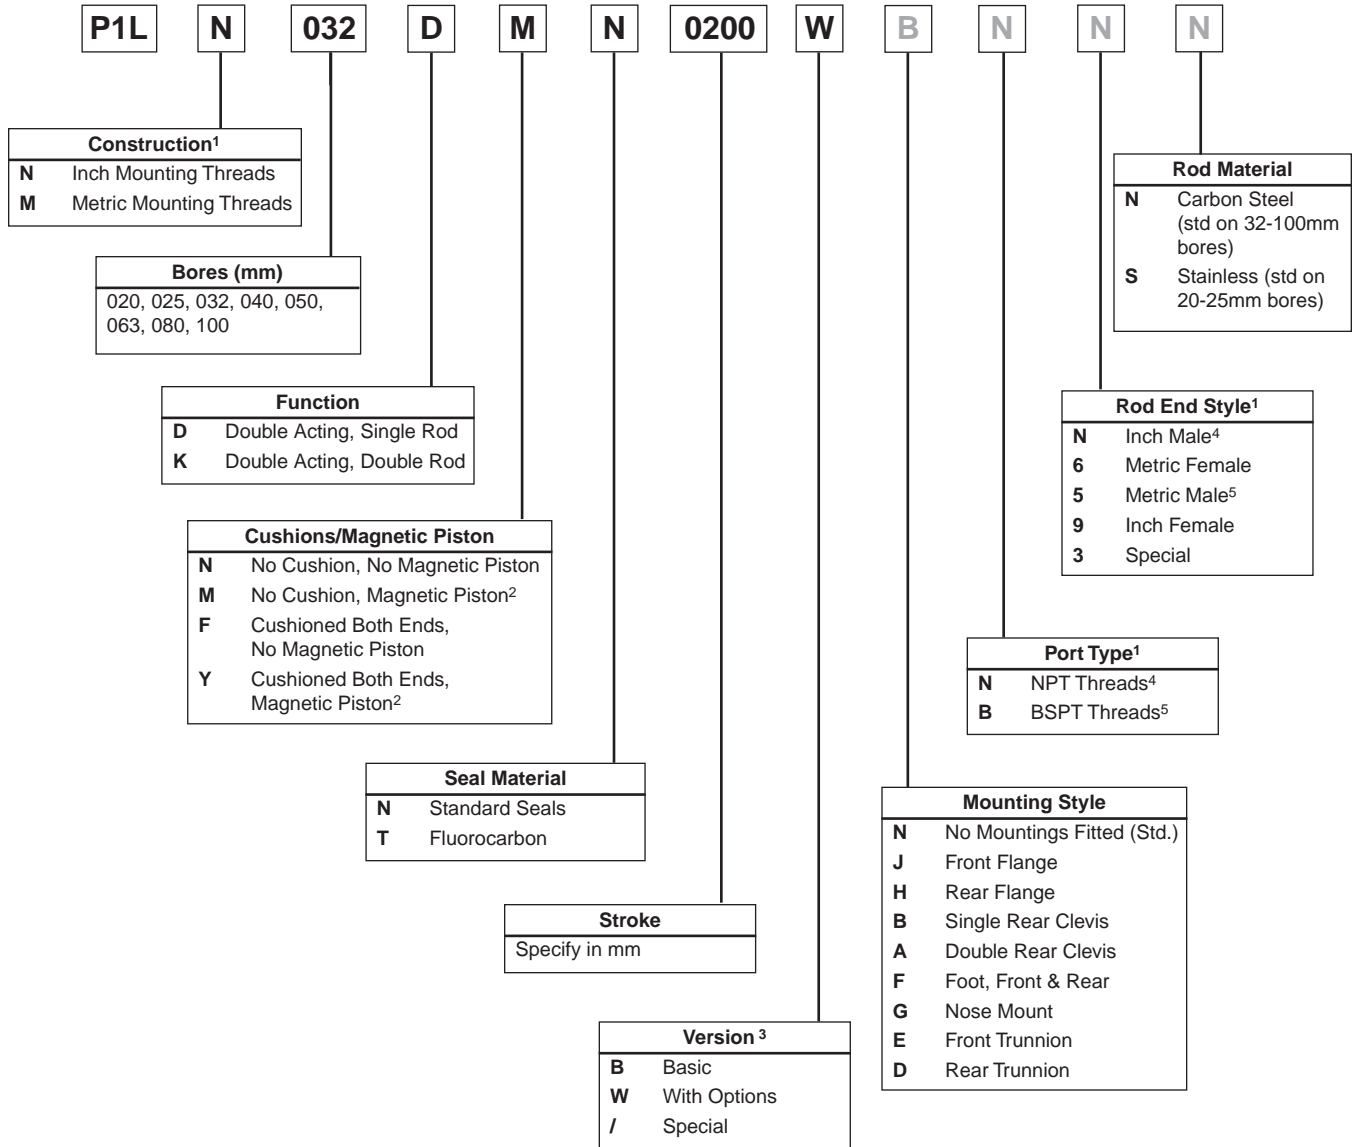 P1L N 032 D M N 0200 W B N N N
Construction¹
N Inch Mounting Threads
M Metric Mounting Threads
Bores (mm)
020, 025, 032, 040, 050,
063, 080, 100
Function
D Double Acting, Single Rod
K Double Acting, Double Rod
Cushions/Magnetic Piston
N No Cushion, No Magnetic Piston
M No Cushion, Magnetic Piston²
F Cushioned Both Ends,
No Magnetic Piston
Y Cushioned Both Ends,
Magnetic Piston²
Seal Material
N Standard Seals
T Fluorocarbon
Stroke
Specify in mm
Version ³
B Basic
W With Options
/ Special
Mounting Style
N No Mountings Fitted (Std.)
J Front Flange
H Rear Flange
B Single Rear Clevis
A Double Rear Clevis
F Foot, Front & Rear
G Nose Mount
E Front Trunnion
D Rear Trunnion
Port Type¹
N NPT Threads⁴
B BSPT Threads⁵
Rod End Style¹
N Inch Male⁴
6 Metric Female
5 Metric Male⁵
9 Inch Female
3 Special
Rod Material
N Carbon Steel
(std on 32-100mm
bores)
S Stainless (std on
20-25mm bores)